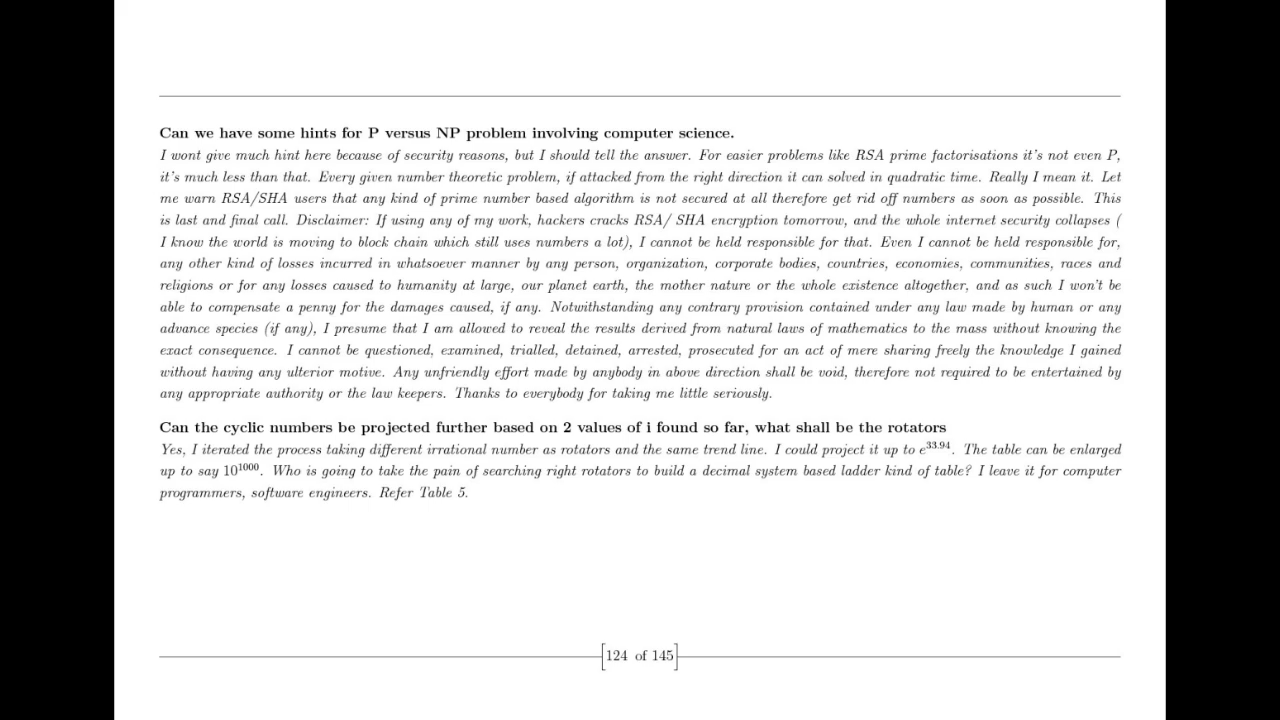 Can we have some hints for P versus NP problem involving computer science.
I wont give much hint here because of security reasons, but I should tell the answer. For easier problems like RSA prime factorisations it's not even P,
it's much less than that. Every given number theoretic problem, if attacked from the right direction it can solved in quadratic time. Really I mean it. Let
me warn RSA/SHA users that any kind of prime number based algorithm is not secured at all therefore get rid off numbers as soon as possible. This
is last and final call. Disclaimer: If using any of my work, hackers cracks RSA/ SHA encryption tomorrow, and the whole internet security collapses (
I know the world is moving to block chain which still uses numbers a lot), I cannot be held responsible for that. Even I cannot be held responsible for,
any other kind of losses incurred in whatsoever manner by any person, organization, corporate bodies, countries, economies, communities, races and
religions or for any losses caused to humanity at large, our planet earth, the mother nature or the whole existence altogether, and as such I won't be
able to compensate a penny for the damages caused, if any. Notwithstanding any contrary provision contained under any law made by human or any
advance species (if any), I presume that I am allowed to reveal the results derived from natural laws of mathematics to the mass without knowing the
exact consequence. I cannot be questioned, examined, trialled, detained, arrested, prosecuted for an act of mere sharing freely the knowledge I gained
without having any ulterior motive. Any unfriendly effort made by anybody in above direction shall be void, therefore not required to be entertained by
any appropriate authority or the law keepers. Thanks to everybody for taking me little seriously.
Can the cyclic numbers be projected further based on 2 values of i found so far, what shall be the rotators
Yes, I iterated the process taking different irrational number as rotators and the same trend line. I could project it up to e^33.94. The table can be enlarged
up to say 10^1000. Who is going to take the pain of searching right rotators to build a decimal system based ladder kind of table? I leave it for computer
programmers, software engineers. Refer Table 5.
124 of 145